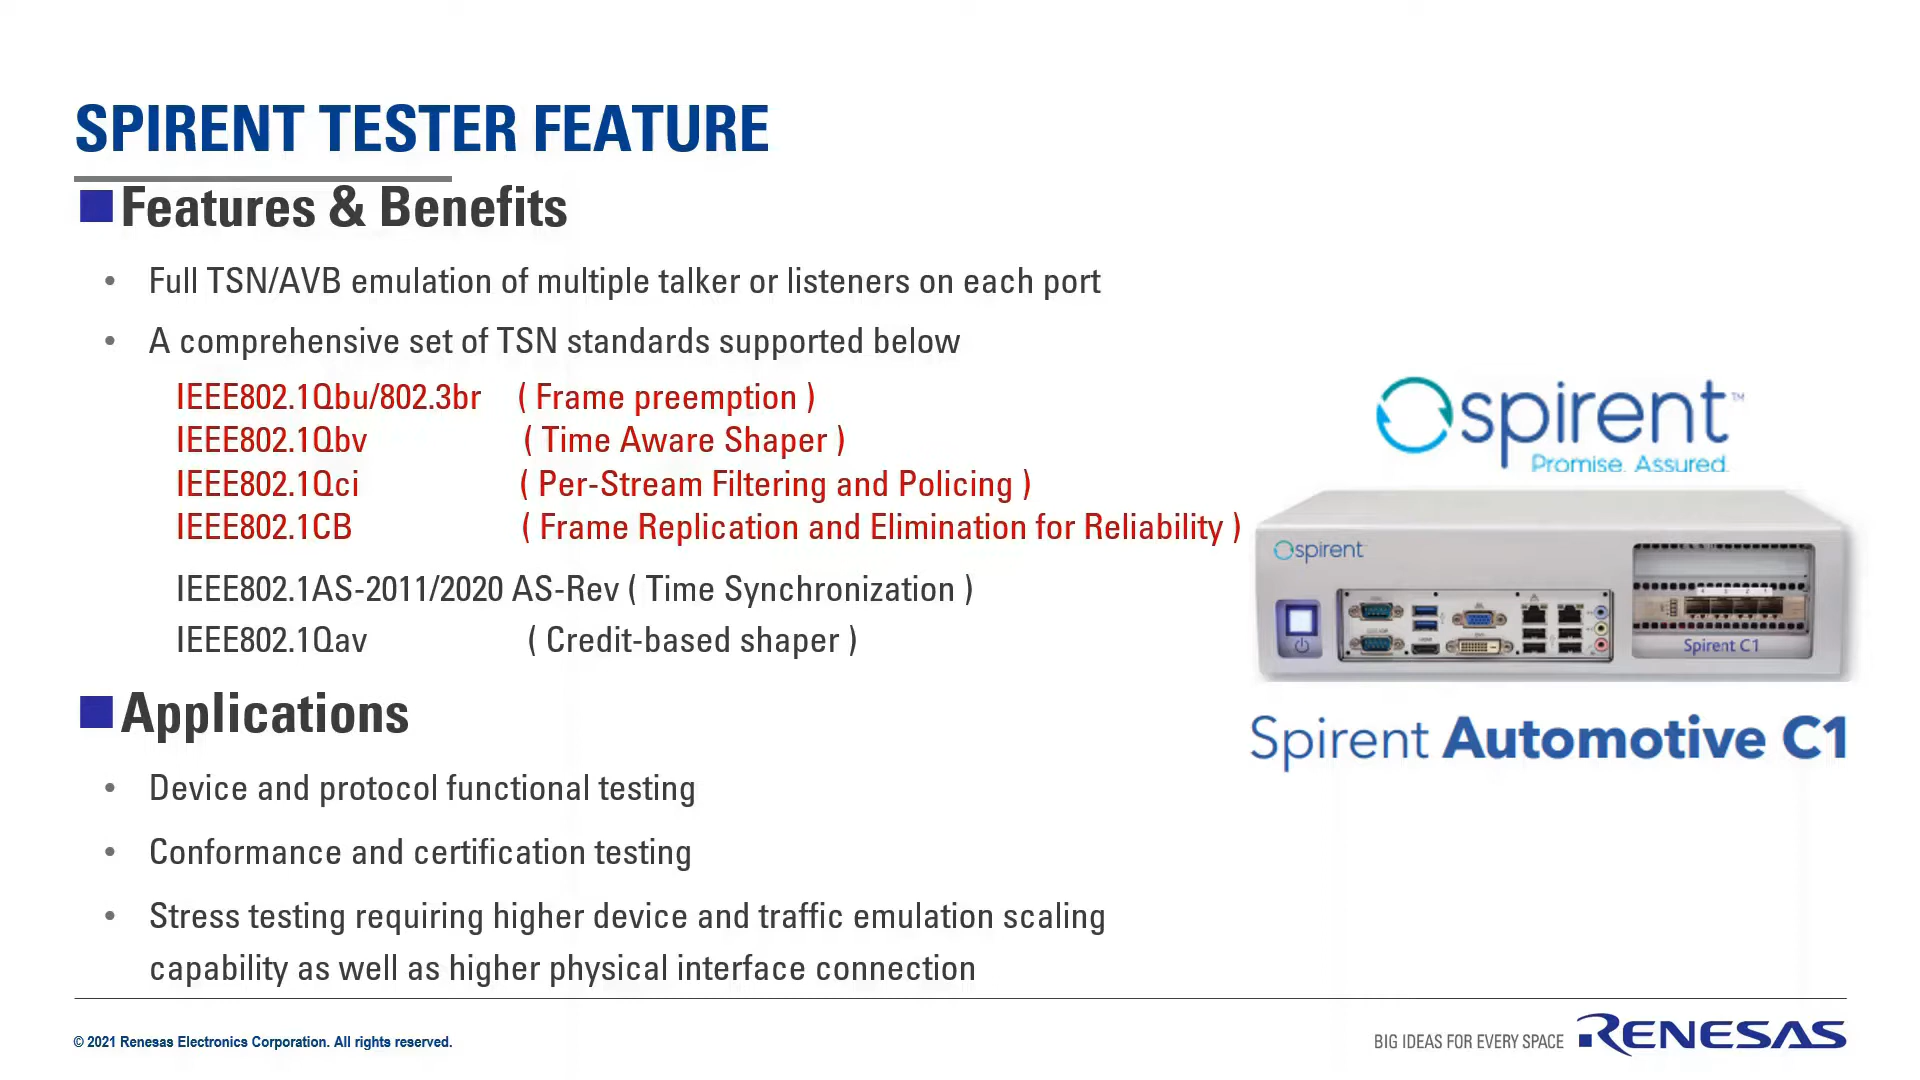 SPIRENT TESTER FEATURE
Features & Benefits
• Full TSN/AVB emulation of multiple talker or listeners on each port
• A comprehensive set of TSN standards supported below
IEEE802.1Qbu/802.3br ( Frame preemption )
IEEE802.1Qbv ( Time Aware Shaper )
IEEE802.1Qci ( Per-Stream Filtering and Policing )
IEEE802.1CB ( Frame Replication and Elimination for Reliability )
IEEE802.1AS-2011/2020 AS-Rev ( Time Synchronization )
IEEE802.1Qav ( Credit-based shaper )
spirent™
Promise. Assured.
spirent
Spirent C1
Spirent Automotive C1
Applications
• Device and protocol functional testing
• Conformance and certification testing
• Stress testing requiring higher device and traffic emulation scaling
capability as well as higher physical interface connection
© 2021 Renesas Electronics Corporation. All rights reserved.
BIG IDEAS FOR EVERY SPACE RENESAS